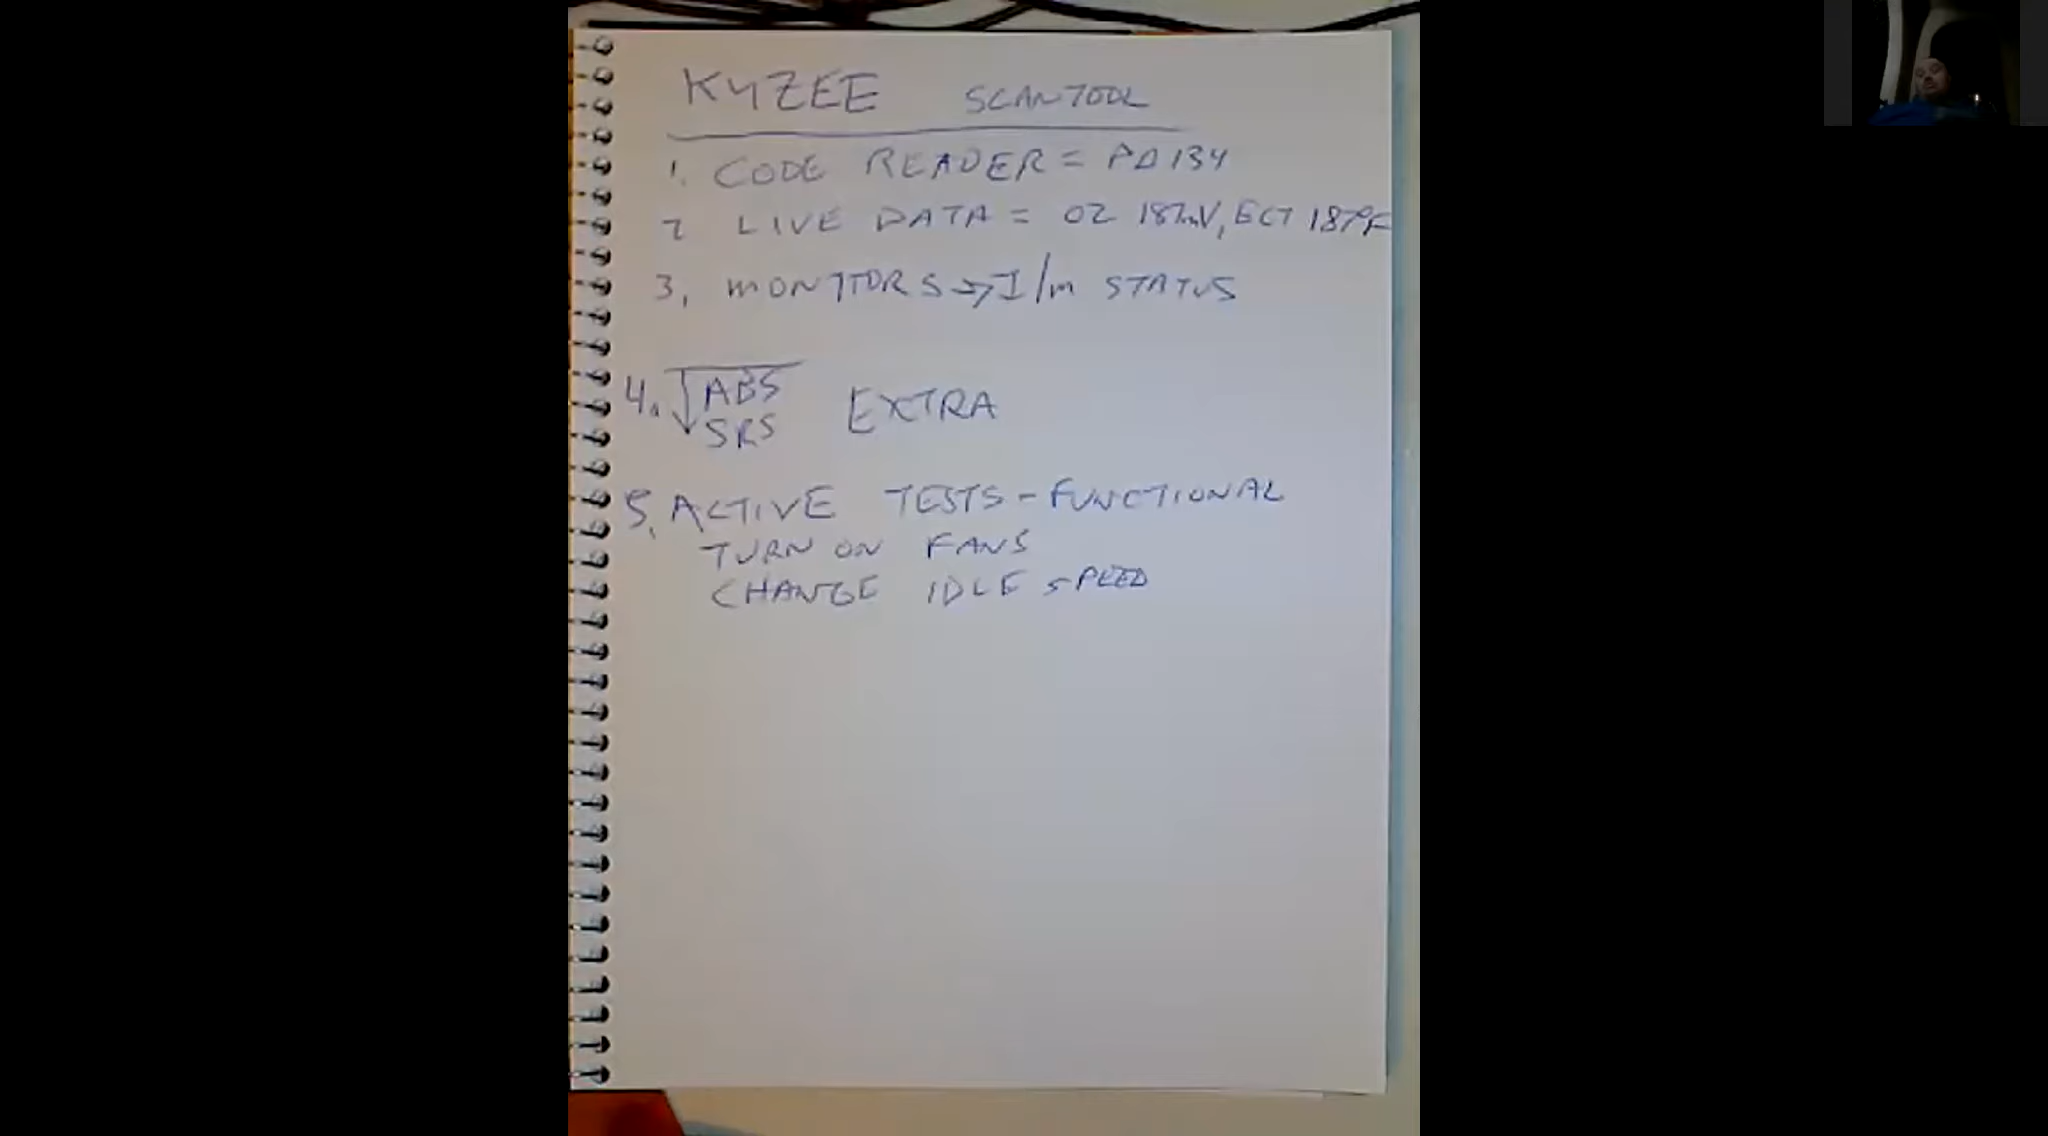 KYZEE SCANTOOL
1. CODE READER = PO134
2 LIVE DATA = O2 187mV, ECT 187°F
3, MONITORS → I/M STATUS
4. ABS EXTRA
SRS
5. ACTIVE TESTS - FUNCTIONAL
TURN ON FANS
CHANGE IDLE SPEED